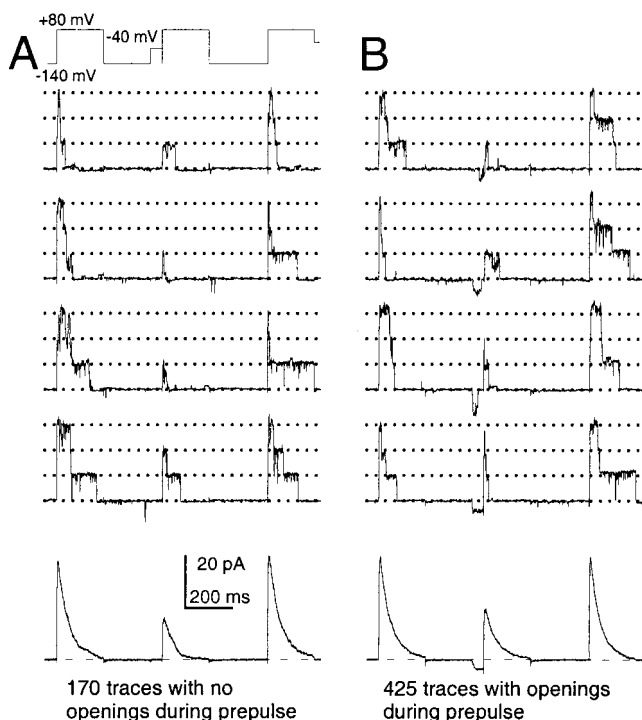 +80 mV
-40 mV
A
B
-140 mV
20 pA
200 ms
170 traces with no
openings during prepulse
425 traces with openings
during prepulse